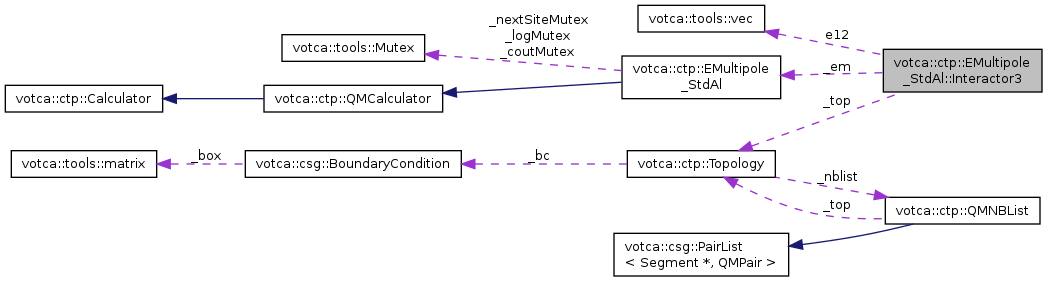 votca::tools::vec
_nextSiteMutex
_logMutex
_coutMutex
e12
votca::tools::Mutex
votca::ctp::EMultipole
_StdAl::Interactor3
votca::ctp::EMultipole
_StdAl
_em
votca::ctp::Calculator
votca::ctp::QMCalculator
_top
votca::tools::matrix
_box
votca::csg::BoundaryCondition
_bc
votca::ctp::Topology
_nblist
_top
votca::ctp::QMNBList
votca::csg::PairList
< Segment *, QMPair >